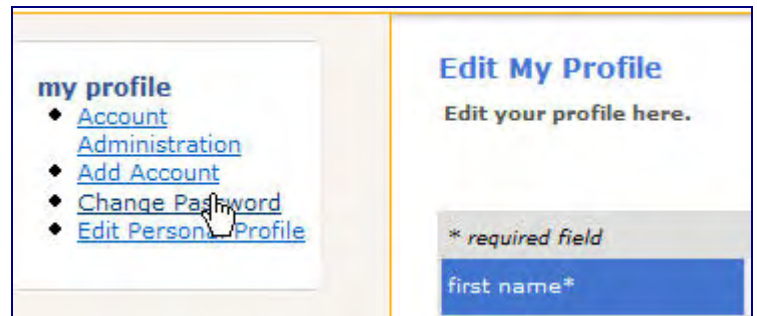 my profile
Account
Administration
Add Account
Change Password
Edit Personal Profile
Edit My Profile
Edit your profile here.
* required field
first name*